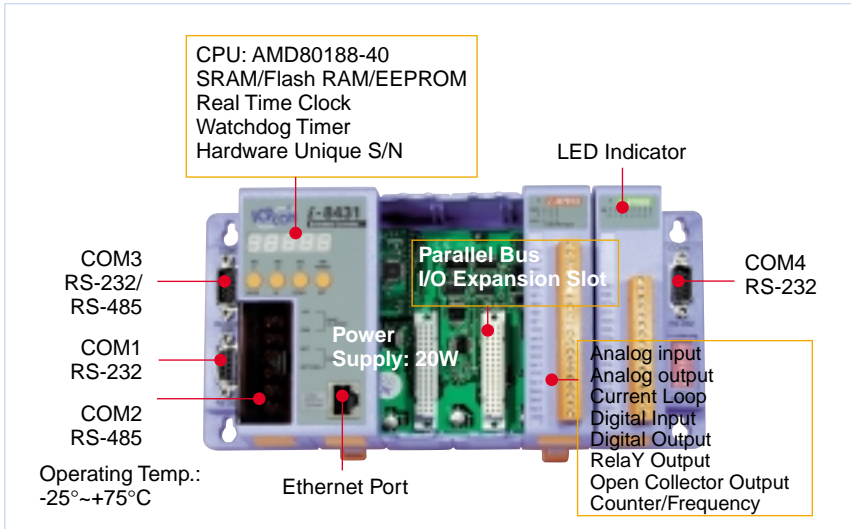 CPU: AMD80188-40
SRAM/Flash RAM/EEPROM
Real Time Clock
Watchdog Timer
Hardware Unique S/N
LED Indicator
i-8431
COM3
RS-232/
RS-485
Parallel Bus
I/O Expansion Slot
COM4
RS-232
COM1
RS-232
Power
Supply: 20W
COM2
RS-485
Analog input
Analog output
Current Loop
Digital Input
Digital Output
RelaY Output
Open Collector Output
Counter/Frequency
Operating Temp.:
-25°~+75°C
Ethernet Port